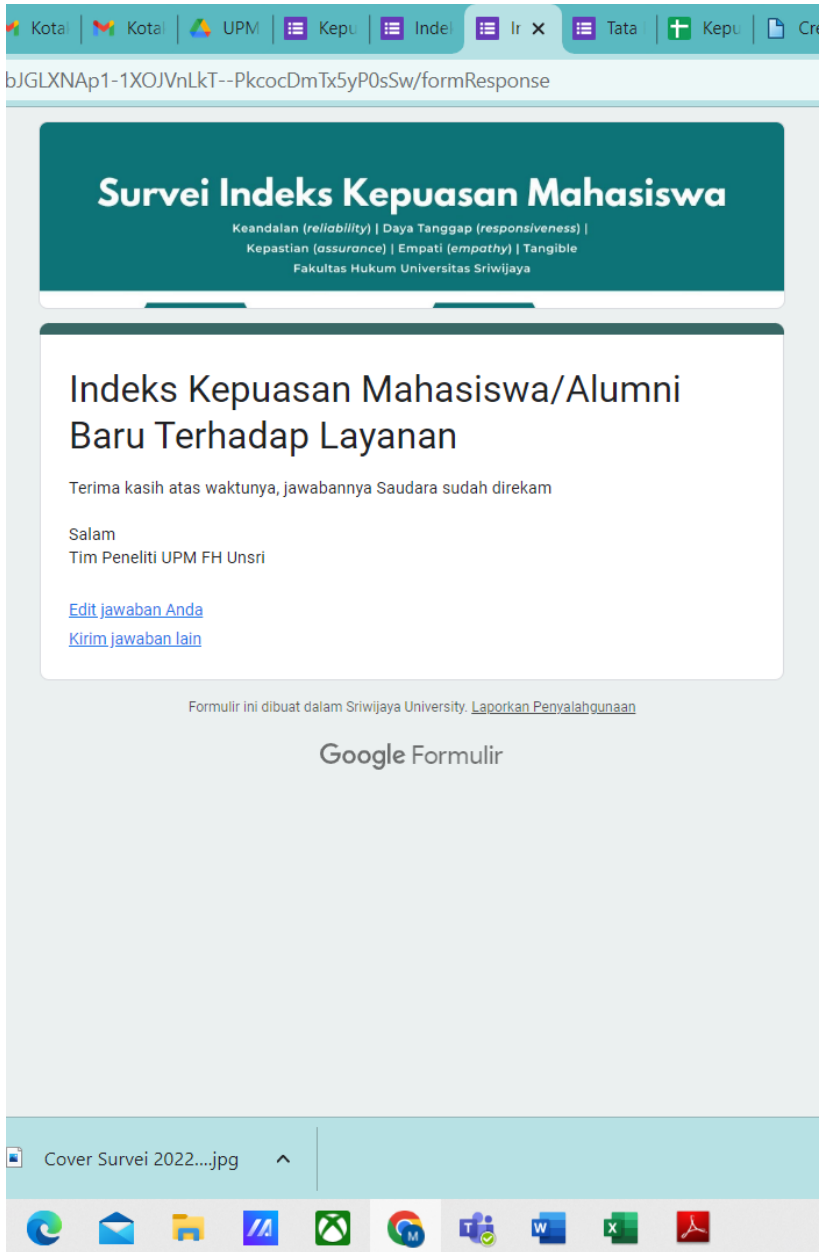 Kotal Kotal UPM Kepu Indel Ir Tata Kepu Cre
bJGLXNAp1-1XOJVnLkT--PkcocDmTx5yP0sSw/formResponse
Survei Indeks Kepuasan Mahasiswa
Keandalan (reliability) | Daya Tanggap (responsiveness) |
Kepastian (assurance) | Empati (empathy) | Tangible
Fakultas Hukum Universitas Sriwijaya
Indeks Kepuasan Mahasiswa/Alumni
Baru Terhadap Layanan
Terima kasih atas waktunya, jawabannya Saudara sudah direkam
Salam
Tim Peneliti UPM FH Unsri
Edit jawaban Anda
Kirim jawaban lain
Formulir ini dibuat dalam Sriwijaya University. Laporkan Penyalahgunaan
Google Formulir
Cover Survei 2022....jpg